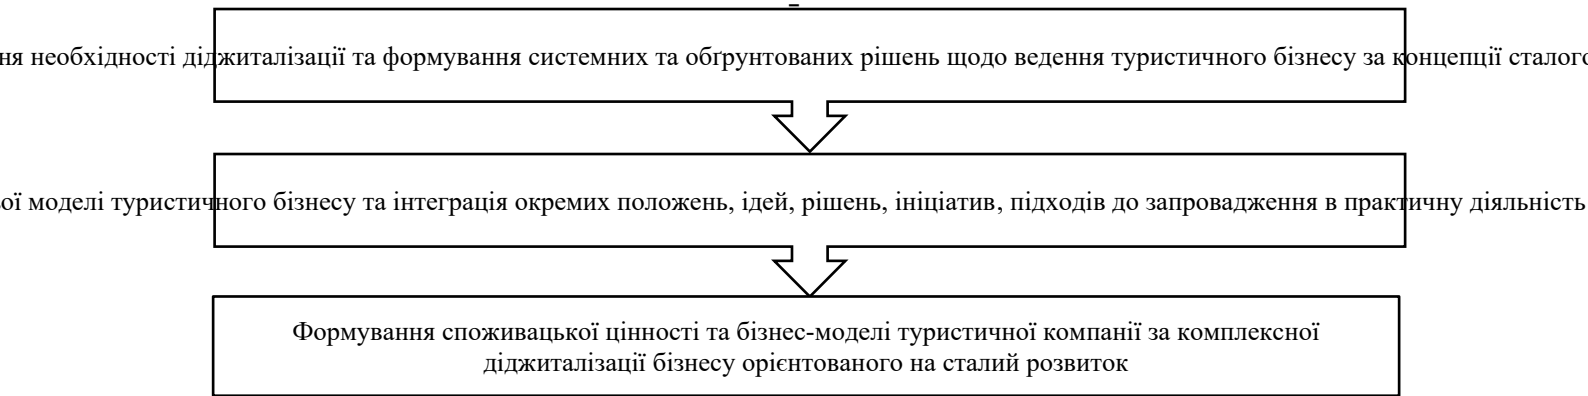 ня необхідності діджиталізації та формування системних та обґрунтованих рішень щодо ведення туристичного бізнесу за концепції сталого
ої моделі туристичного бізнесу та інтеграція окремих положень, ідей, рішень, ініціатив, підходів до запровадження в практичну діяльність
Формування споживацької цінності та бізнес-моделі туристичної компанії за комплексної
діджиталізації бізнесу орієнтованого на сталий розвиток